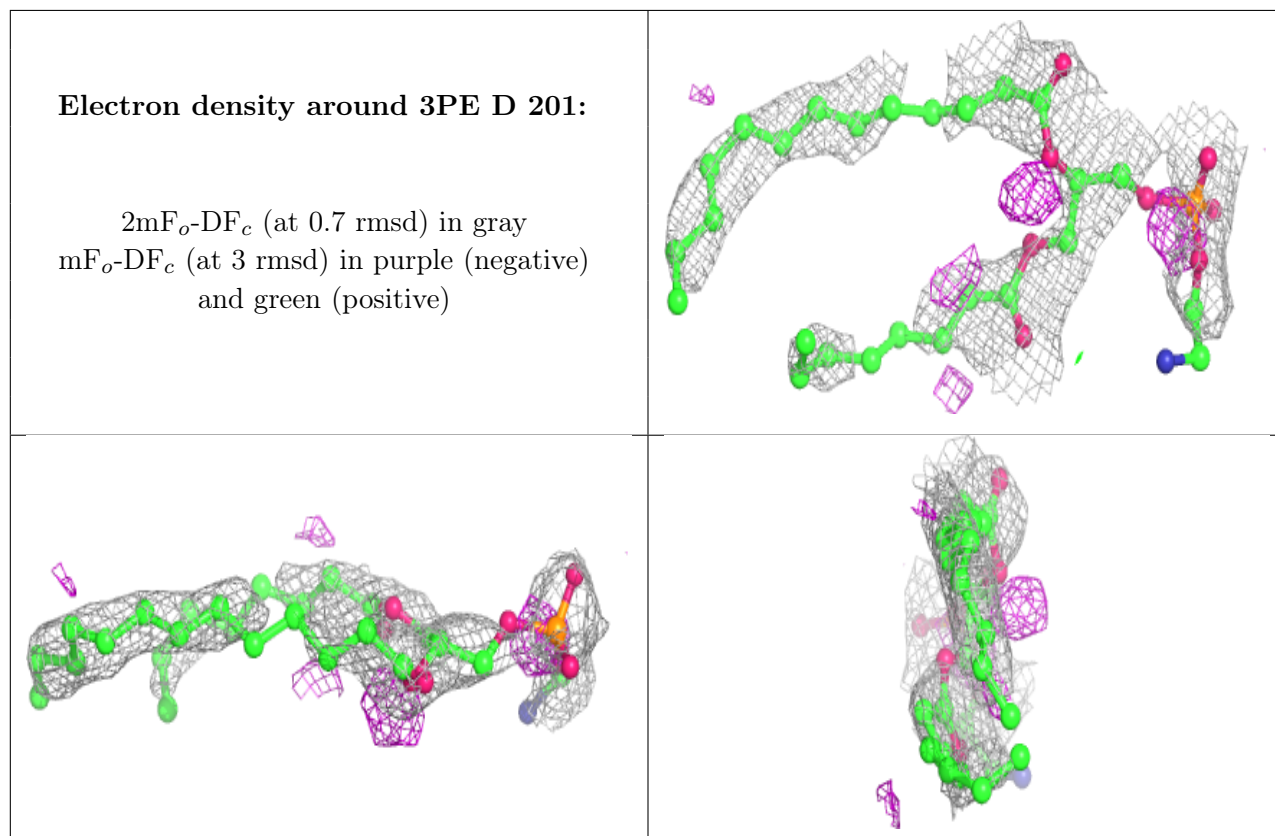 Electron density around 3PE D 201:
2mFo-DFc (at 0.7 rmsd) in gray
mFo-DFc (at 3 rmsd) in purple (negative)
and green (positive)